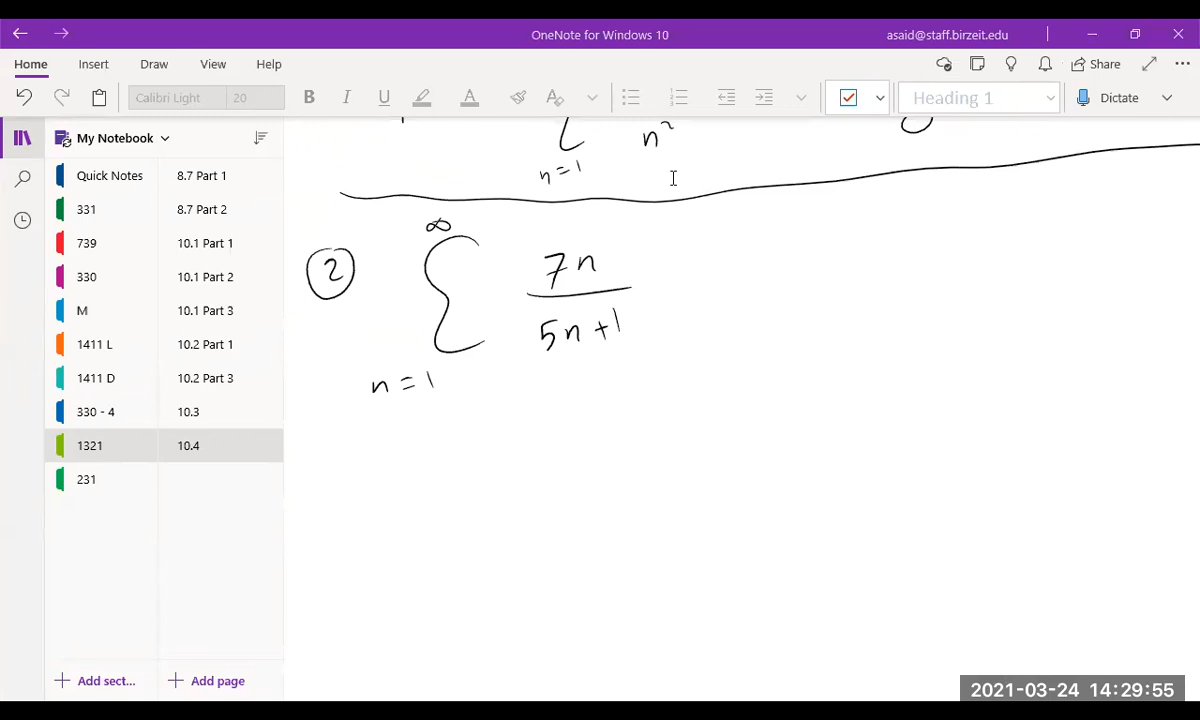 OneNote for Windows 10
asaid@staff.birzeit.edu
Home Insert Draw View Help
Share
Calibri Light 20
B I U A
Heading 1
Dictate
My Notebook
Quick Notes 8.7 Part 1
331 8.7 Part 2
739 10.1 Part 1
330 10.1 Part 2
M 10.1 Part 3
1411 L 10.2 Part 1
1411 D 10.2 Part 3
330 - 4 10.3
1321 10.4
231
Add sect... Add page
n=1 n²
② ∞ Σ 7n
5n+1
n=1
2021-03-24 14:29:55